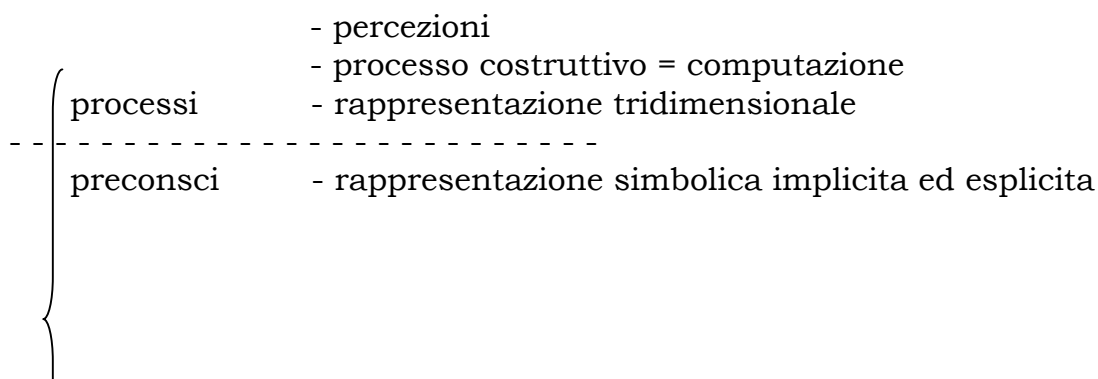 - percezioni
- processo costruttivo = computazione
processi - rappresentazione tridimensionale
- - - - - - - - - - - - - - - - - - - - - - - - - -
preconsci - rappresentazione simbolica implicita ed esplicita